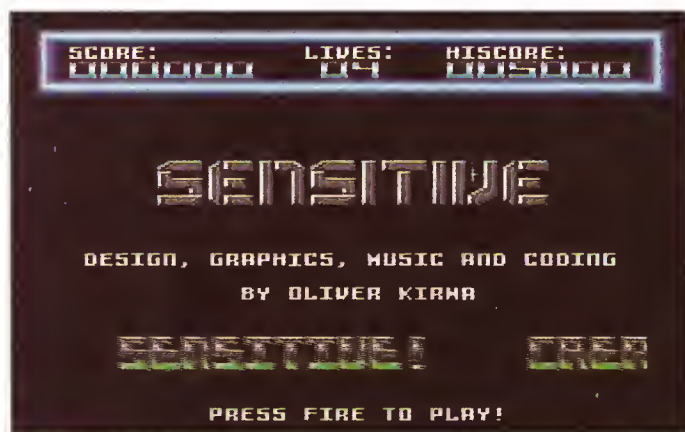 SCORE: LIVES: HISCORE:
000000 04 005000
SENSITIVE
DESIGN, GRAPHICS, MUSIC AND CODING
BY OLIVER KIRWA
SENSITIVE! CREA
PRESS FIRE TO PLAY!